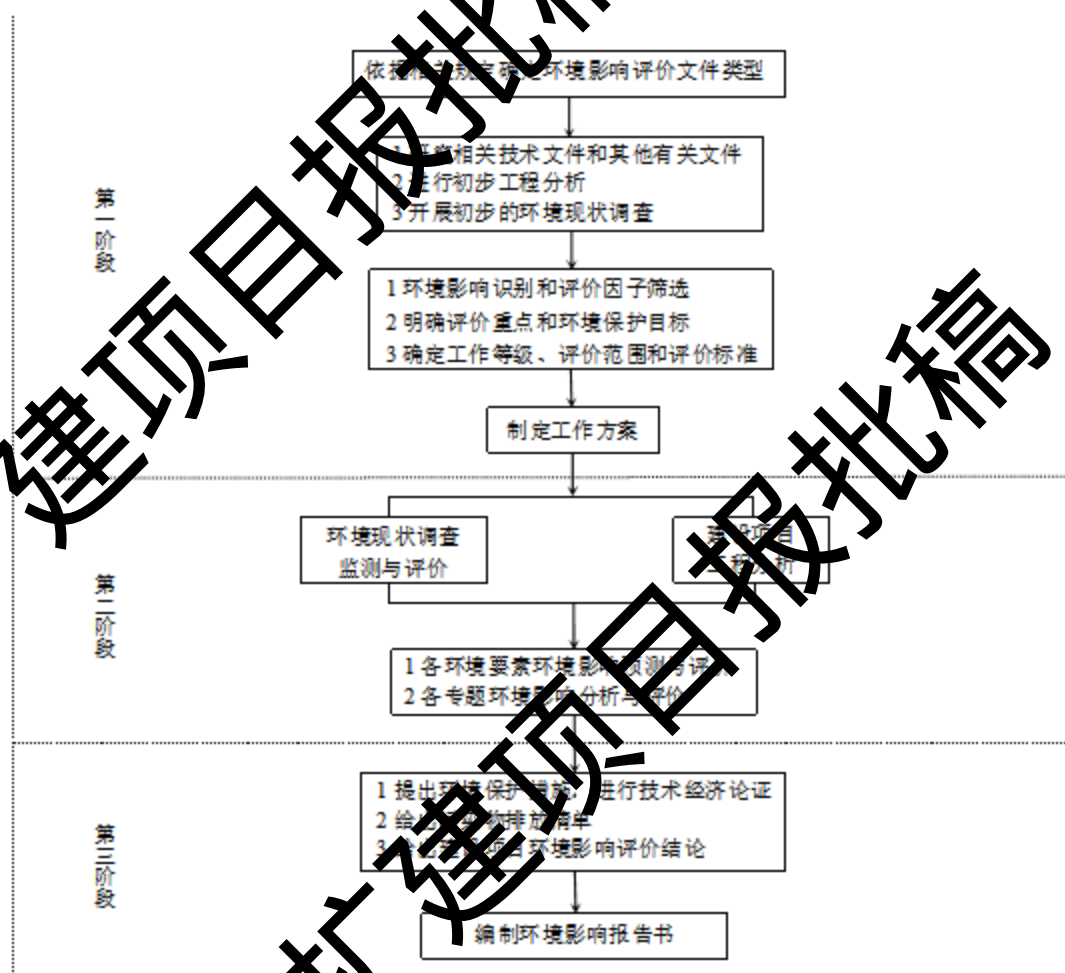 依据相关规定确定环境影响评价文件类型
1 研究相关技术文件和其他有关文件
2 进行初步工程分析
3 开展初步的环境现状调查
第一阶段
1 环境影响识别和评价因子筛选
2 明确评价重点和环境保护目标
3 确定工作等级、评价范围和评价标准
制定工作方案
环境现状调查
监测与评价
建设项目
工程分析
第二阶段
1 各环境要素环境影响预测与评价
2 各专题环境影响分析与评价
1 提出环境保护措施，进行技术经济论证
2 给出污染物排放清单
3 给出建设项目环境影响评价结论
第三阶段
编制环境影响报告书
建项目报批稿
扩建项目报批稿